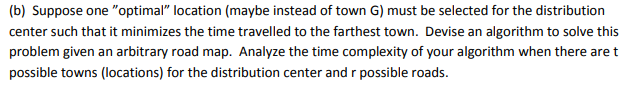 (b) Suppose one "optimal" location (maybe instead of town G) must be selected for the distribution
center such that it minimizes the time travelled to the farthest town. Devise an algorithm to solve this
problem given an arbitrary road map. Analyze the time complexity of your algorithm when there are t
possible towns (locations) for the distribution center and r possible roads.